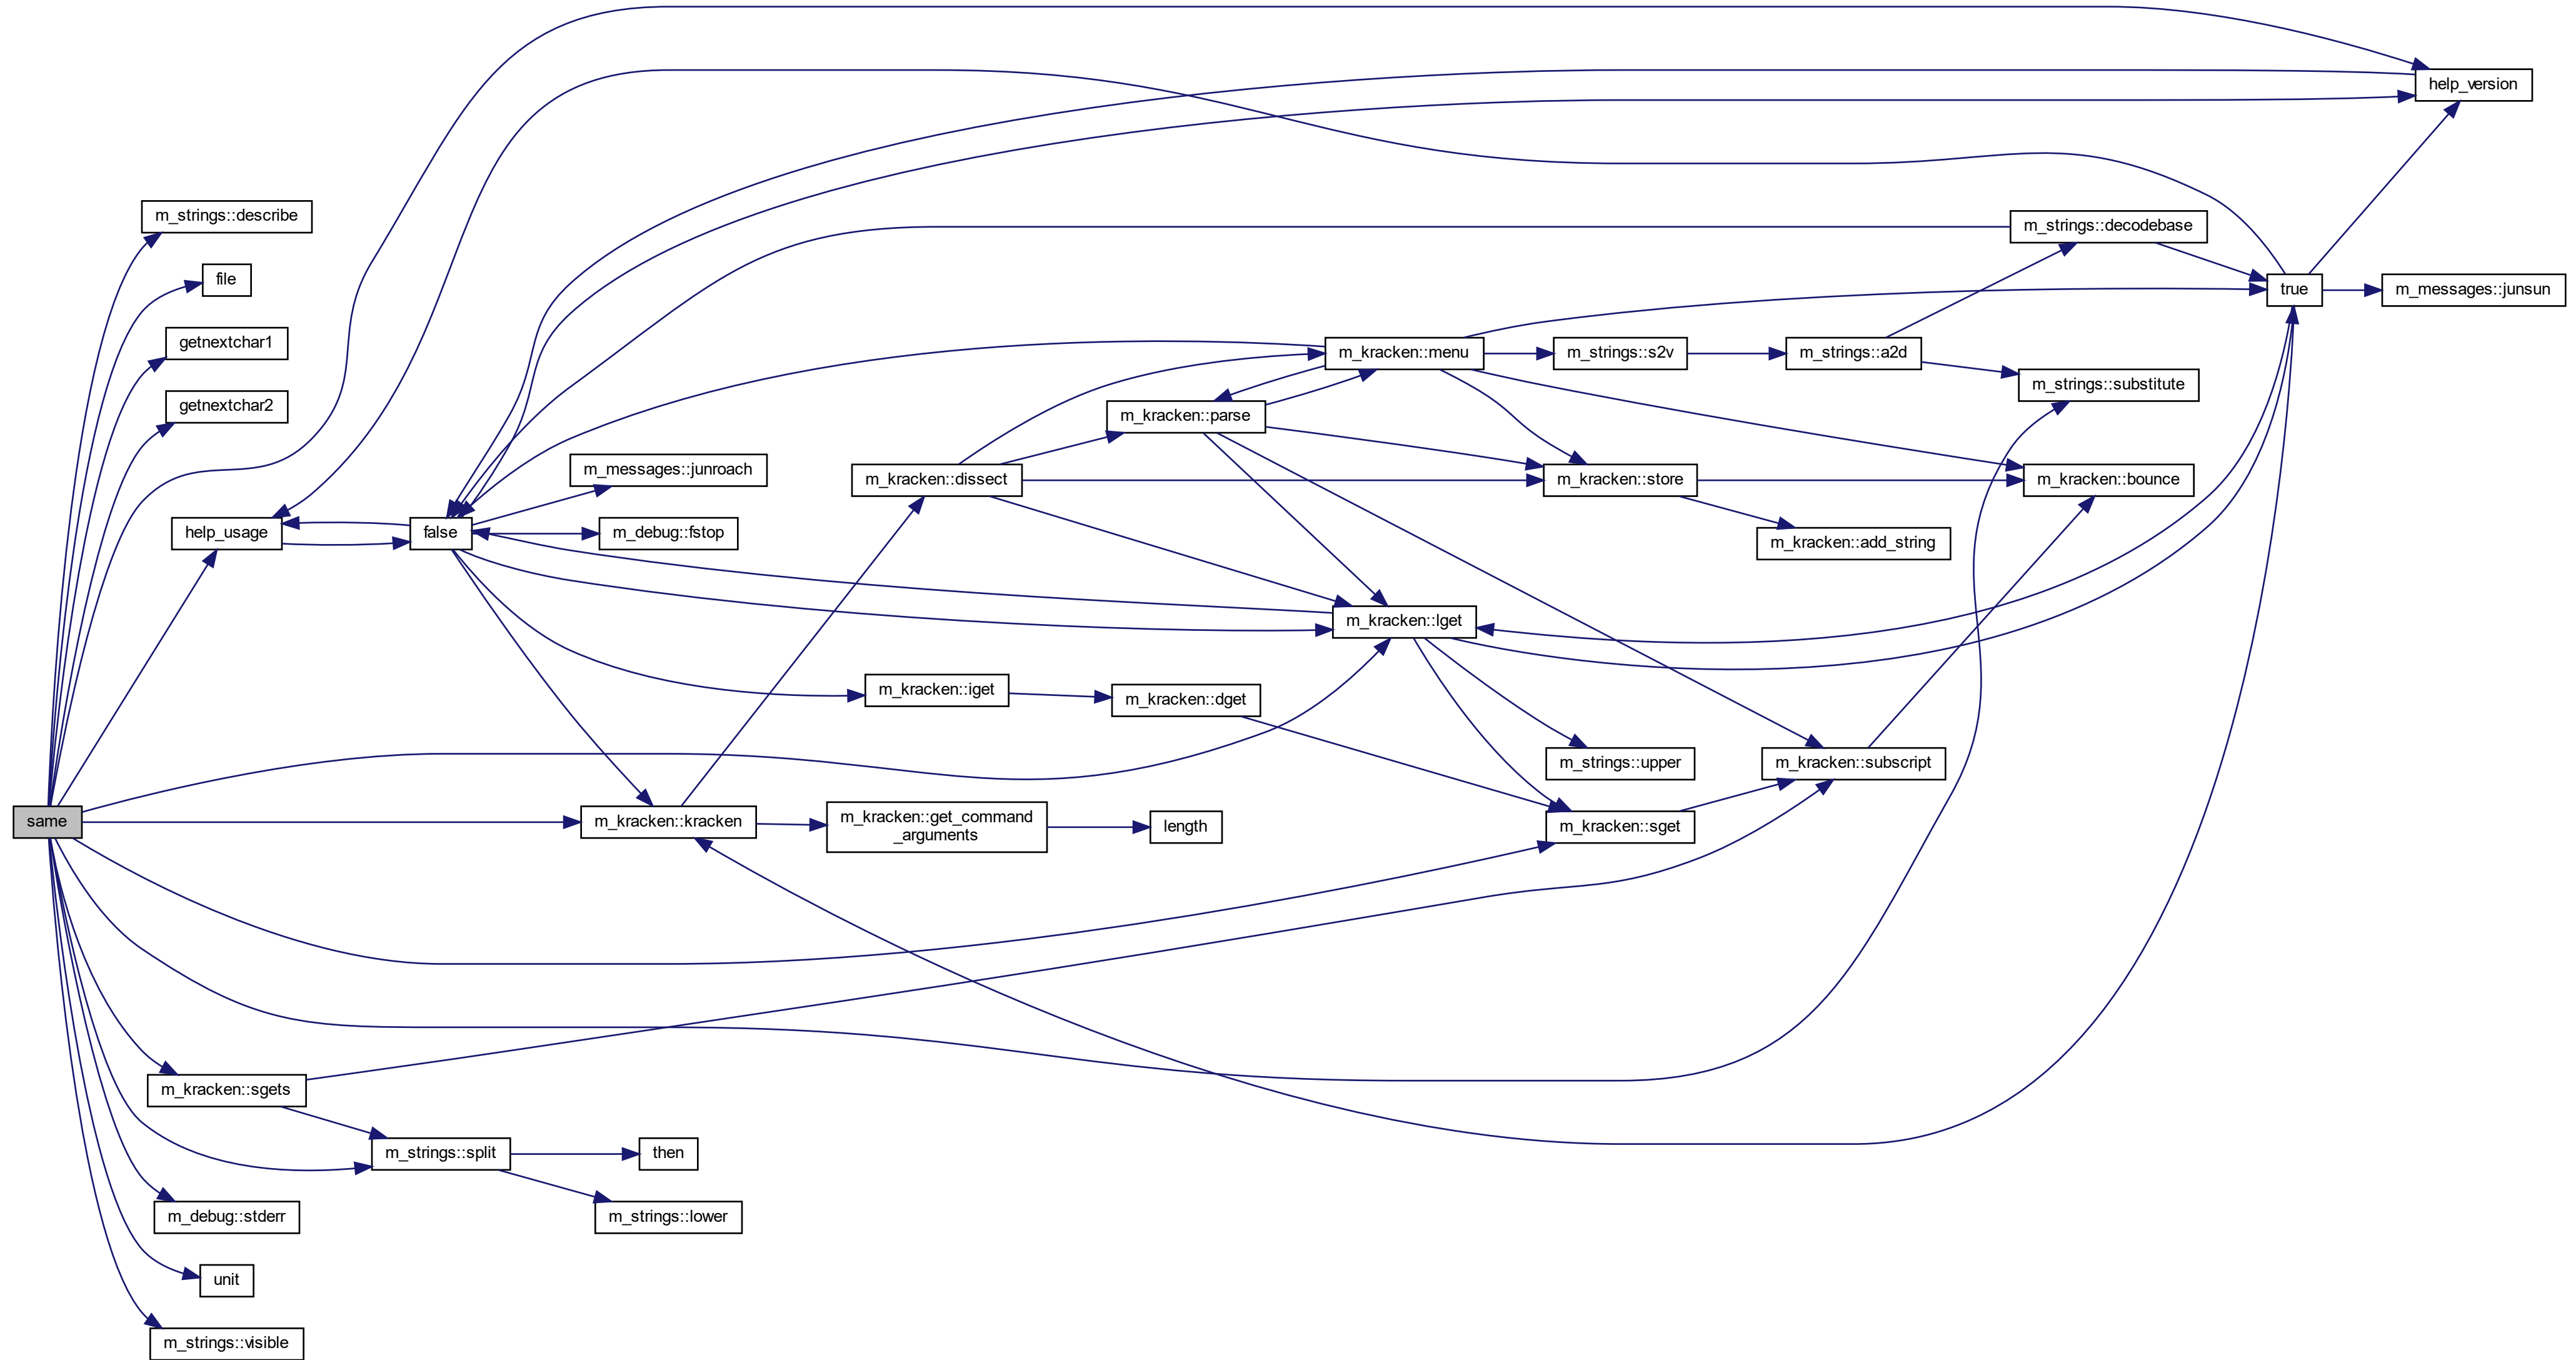 help_version
m_strings::describe
m_strings::decodebase
file
true
m_messages::junsun
getnextchar1
m_kracken::menu
m_strings::s2v
m_strings::a2d
m_strings::substitute
getnextchar2
m_kracken::parse
m_messages::junroach
m_kracken::dissect
m_kracken::store
m_kracken::bounce
help_usage
false
m_debug::fstop
m_kracken::add_string
m_kracken::lget
m_kracken::iget
m_kracken::dget
m_strings::upper
m_kracken::subscript
same
m_kracken::kracken
m_kracken::get_command
_arguments
length
m_kracken::sget
m_kracken::sgets
m_strings::split
then
m_debug::stderr
m_strings::lower
unit
m_strings::visible